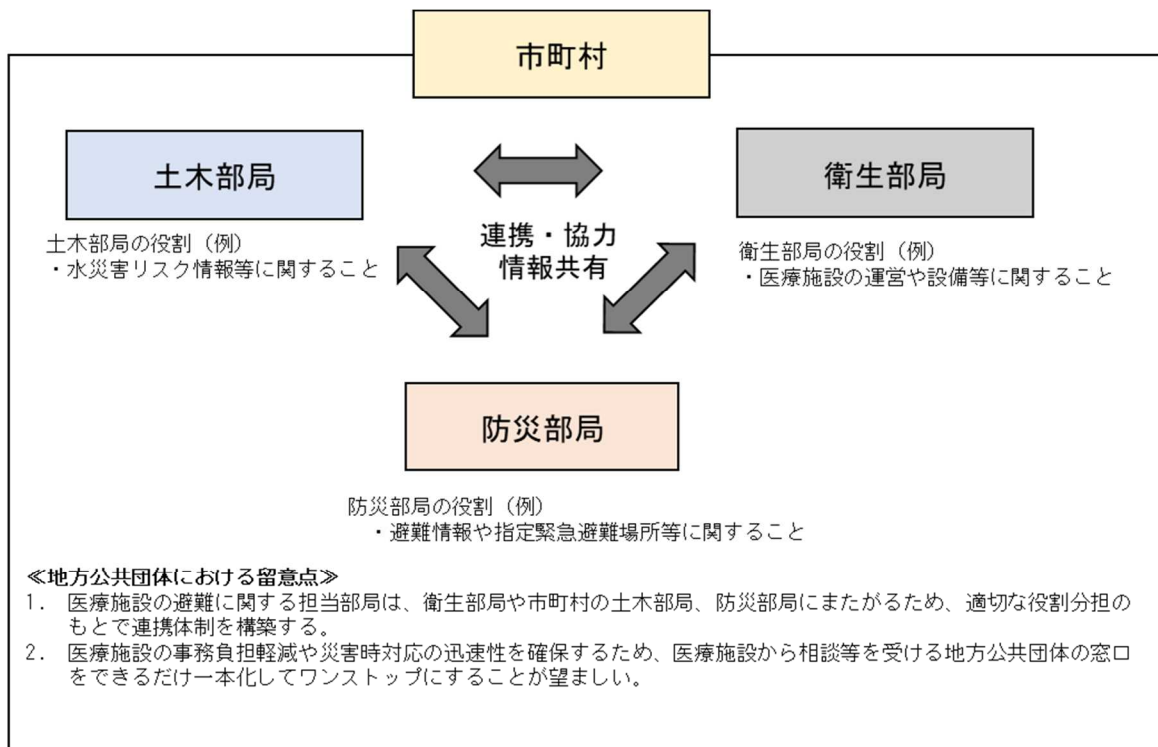 市町村
土木部局
衛生部局
土木部局の役割（例）
・水災害リスク情報等に関すること
連携・協力
情報共有
衛生部局の役割（例）
・医療施設の運営や設備等に関すること
防災部局
防災部局の役割（例）
・避難情報や指定緊急避難場所等に関すること
≪地方公共団体における留意点≫
1. 医療施設の避難に関する担当部局は、衛生部局や市町村の土木部局、防災部局にまたがるため、適切な役割分担の
もとで連携体制を構築する。
2. 医療施設の事務負担軽減や災害時対応の迅速性を確保するため、医療施設から相談等を受ける地方公共団体の窓口
をできるだけ一本化してワンストップにすることが望ましい。